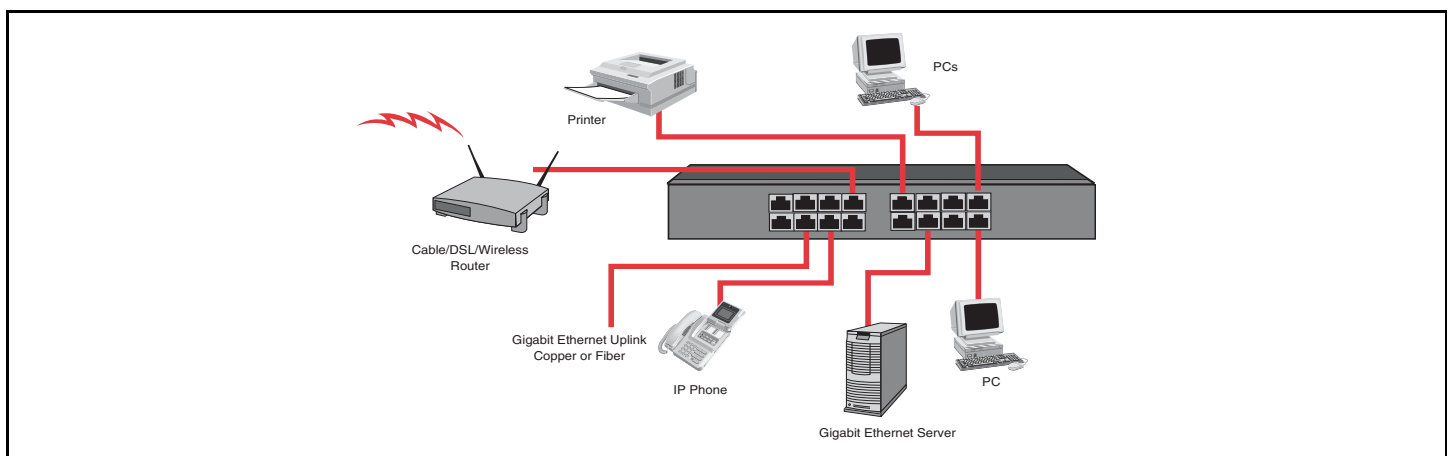 PCs
Printer
Cable/DSL/Wireless
Router
Gigabit Ethernet Uplink
Copper or Fiber
IP Phone
PC
Gigabit Ethernet Server